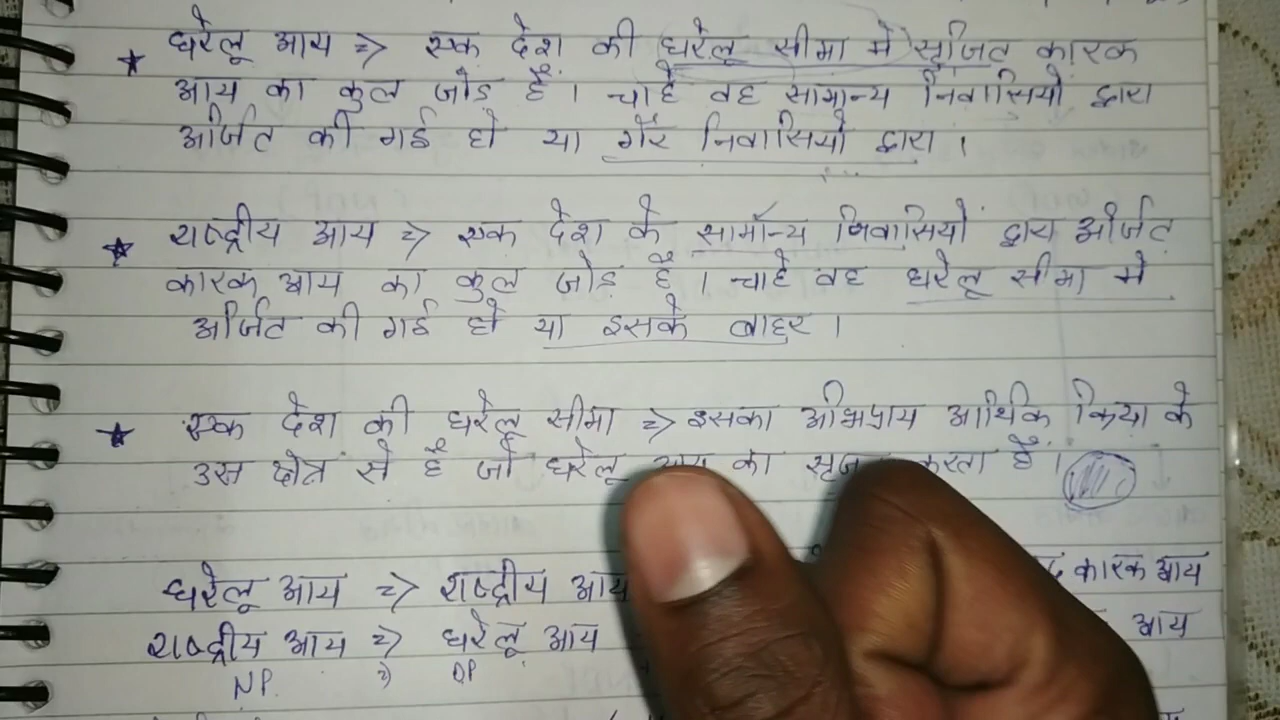 घरेलू आय => एक देश की (घरेलू सीमा मे) सृजित कारक
आय का कुल जोड़ है । चाहे वह सामान्य निवासियो द्वारा
अर्जित की गई हो या गैर निवासियो द्वारा ।
राष्ट्रीय आय => एक देश के सामान्य निवासियों द्वारा अर्जित
कारक आय का कुल जोड़ है । चाहे वह घरेलू सीमा मे
अर्जित की गई हो या इसके बाहर ।
एक देश की घरेलू सीमा => इसका अभिप्राय आर्थिक क्रिया के
उस क्षेत्र से है जो घरेलू आय का करता है ।
घरेलू आय => राष्ट्रीय आय कारक आय
राष्ट्रीय आय => घरेलू आय आय
NP => DP